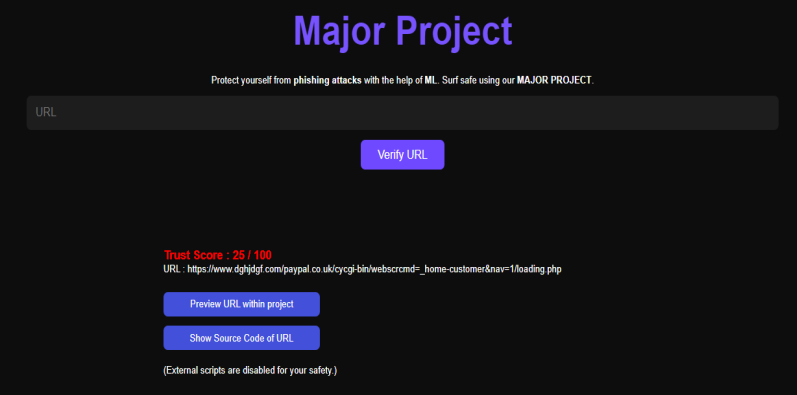 Major Project
Protect yourself from phishing attacks with the help of ML. Surf safe using our MAJOR PROJECT.
URL
Verify URL
Trust Score : 25 / 100
URL : https://www.dghjdgf.com/paypal.co.uk/cycgi-bin/webscrcmd=_home-customer&nav=1/loading.php
Preview URL within project
Show Source Code of URL
(External scripts are disabled for your safety.)